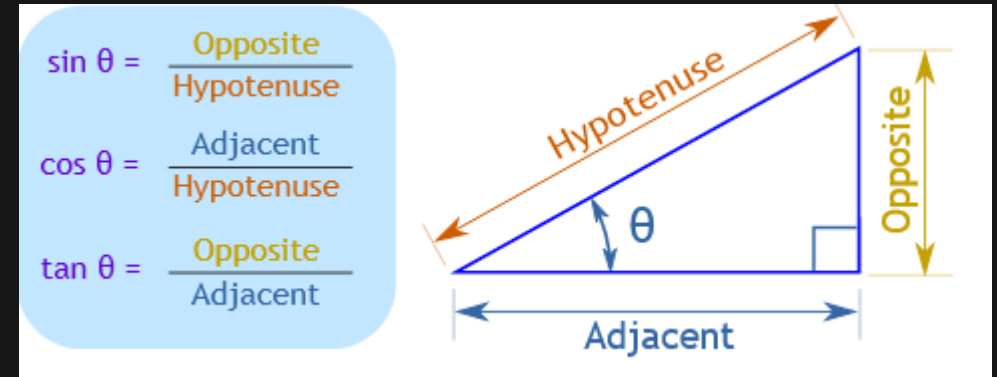 sin θ = Opposite
Hypotenuse
cos θ = Adjacent
Hypotenuse
tan θ = Opposite
Adjacent
Hypotenuse
Opposite
θ
Adjacent